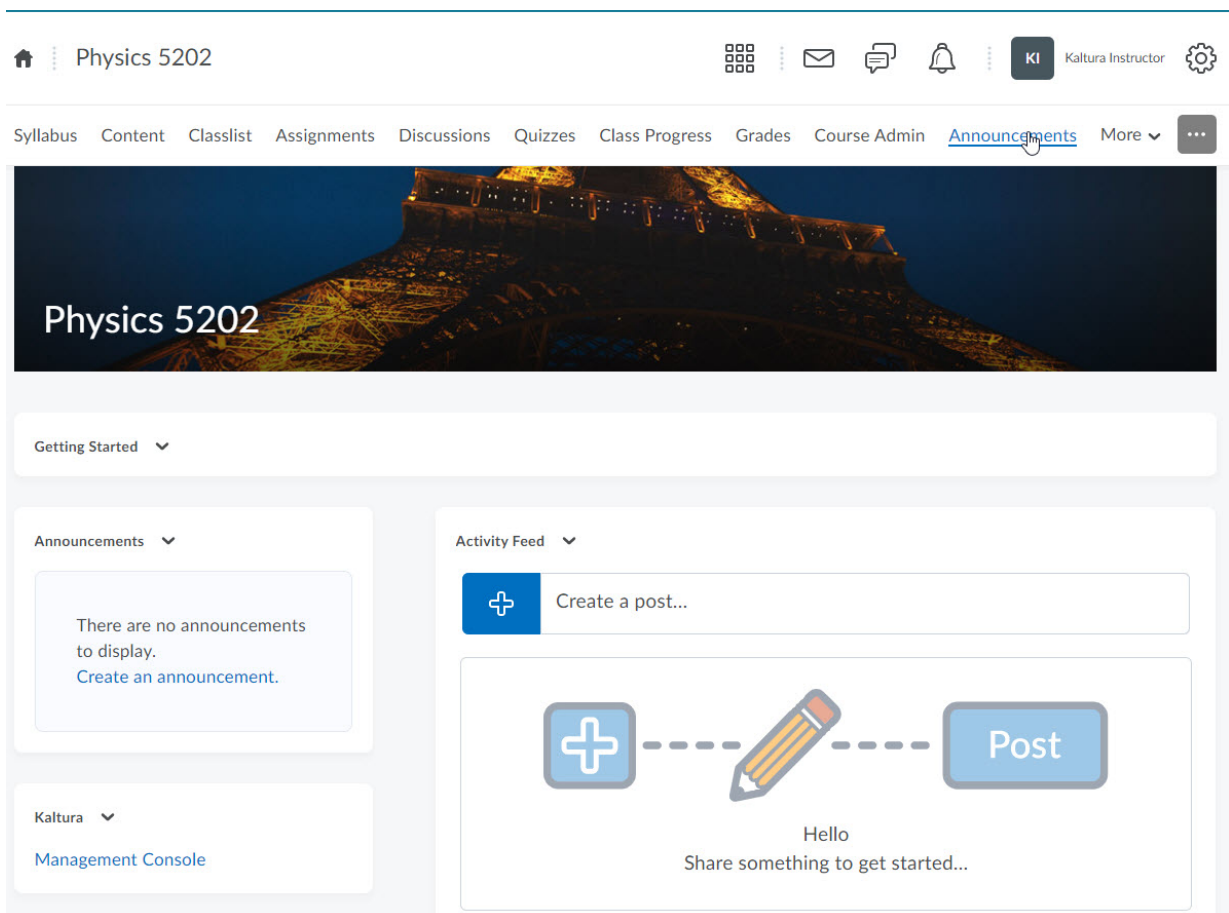 Physics 5202
KI Kaltura Instructor
Syllabus Content Classlist Assignments Discussions Quizzes Class Progress Grades Course Admin Announcements More
Physics 5202
Getting Started
Announcements
There are no announcements
to display.
Create an announcement.
Kaltura
Management Console
Activity Feed
Create a post...
Post
Hello
Share something to get started...